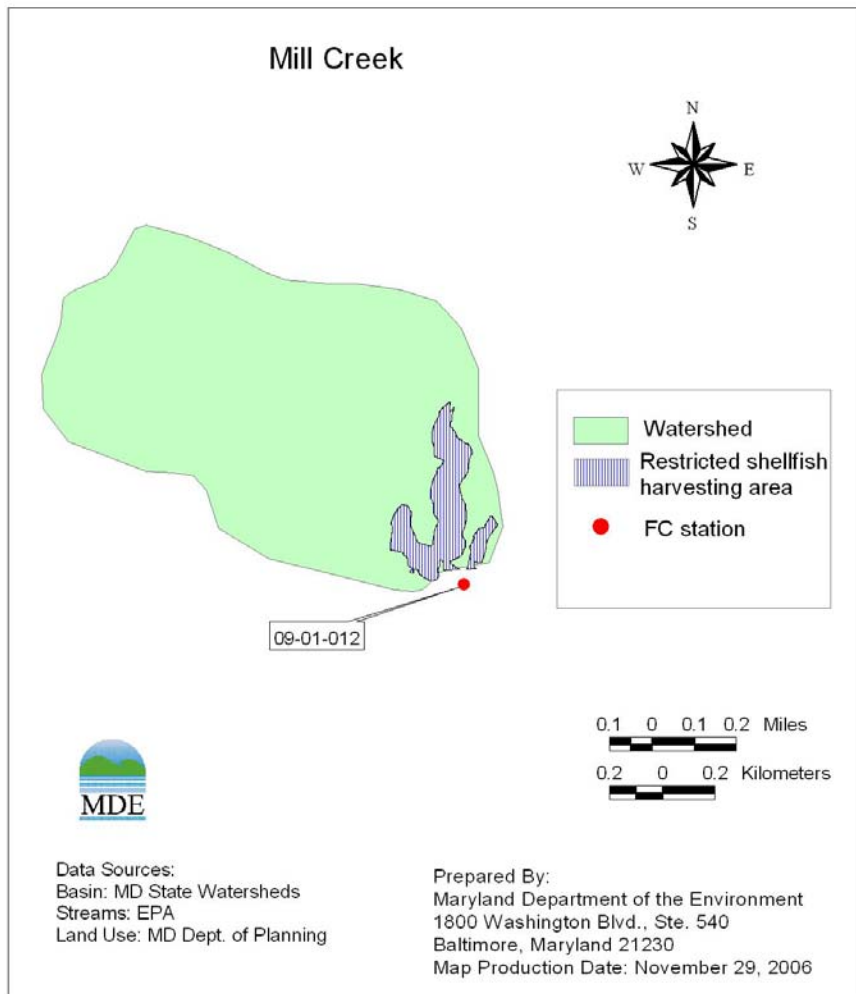 Mill Creek
N
W E
S
Watershed
Restricted shellfish
harvesting area
FC station
09-01-012
0.1 0 0.1 0.2 Miles
0.2 0 0.2 Kilometers
MDE
Data Sources:
Basin: MD State Watersheds
Streams: EPA
Land Use: MD Dept. of Planning
Prepared By:
Maryland Department of the Environment
1800 Washington Blvd., Ste. 540
Baltimore, Maryland 21230
Map Production Date: November 29, 2006